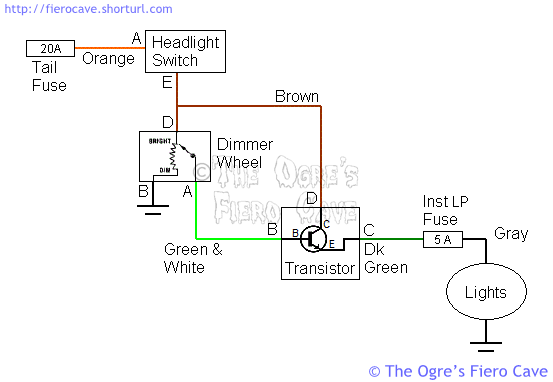 http://fierocave.shorturl.com
20A
Tail
Fuse
Orange
A
Headlight
Switch
E
Brown
D
BRIGHT
DIM
Dimmer
Wheel
B
A
© The Ogre's
Fiero Cave
Green &
White
D
B
B
C
E
Transistor
C
Dk
Green
Inst LP
Fuse
5 A
Gray
Lights
© The Ogre's Fiero Cave